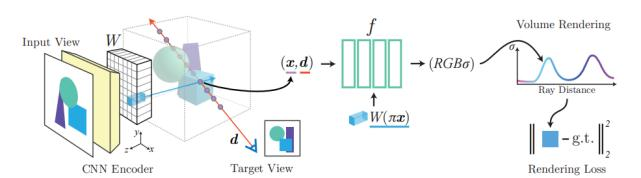 Input View
W
CNN Encoder
y
x
z
d
Target View
(x,d)
f
W(πx)
(RGBσ)
Volume Rendering
σ
Ray Distance
‖ – g.t.‖²₂
Rendering Loss